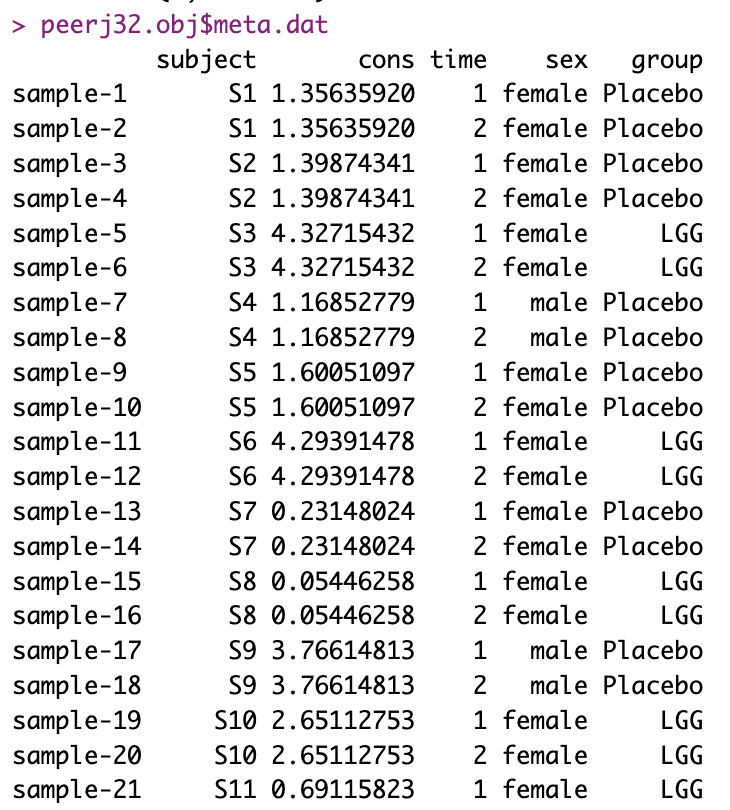 > peerj32.obj$meta.dat
subject cons time sex group
sample-1 S1 1.35635920 1 female Placebo
sample-2 S1 1.35635920 2 female Placebo
sample-3 S2 1.39874341 1 female Placebo
sample-4 S2 1.39874341 2 female Placebo
sample-5 S3 4.32715432 1 female LGG
sample-6 S3 4.32715432 2 female LGG
sample-7 S4 1.16852779 1 male Placebo
sample-8 S4 1.16852779 2 male Placebo
sample-9 S5 1.60051097 1 female Placebo
sample-10 S5 1.60051097 2 female Placebo
sample-11 S6 4.29391478 1 female LGG
sample-12 S6 4.29391478 2 female LGG
sample-13 S7 0.23148024 1 female Placebo
sample-14 S7 0.23148024 2 female Placebo
sample-15 S8 0.05446258 1 female LGG
sample-16 S8 0.05446258 2 female LGG
sample-17 S9 3.76614813 1 male Placebo
sample-18 S9 3.76614813 2 male Placebo
sample-19 S10 2.65112753 1 female LGG
sample-20 S10 2.65112753 2 female LGG
sample-21 S11 0.69115823 1 female LGG